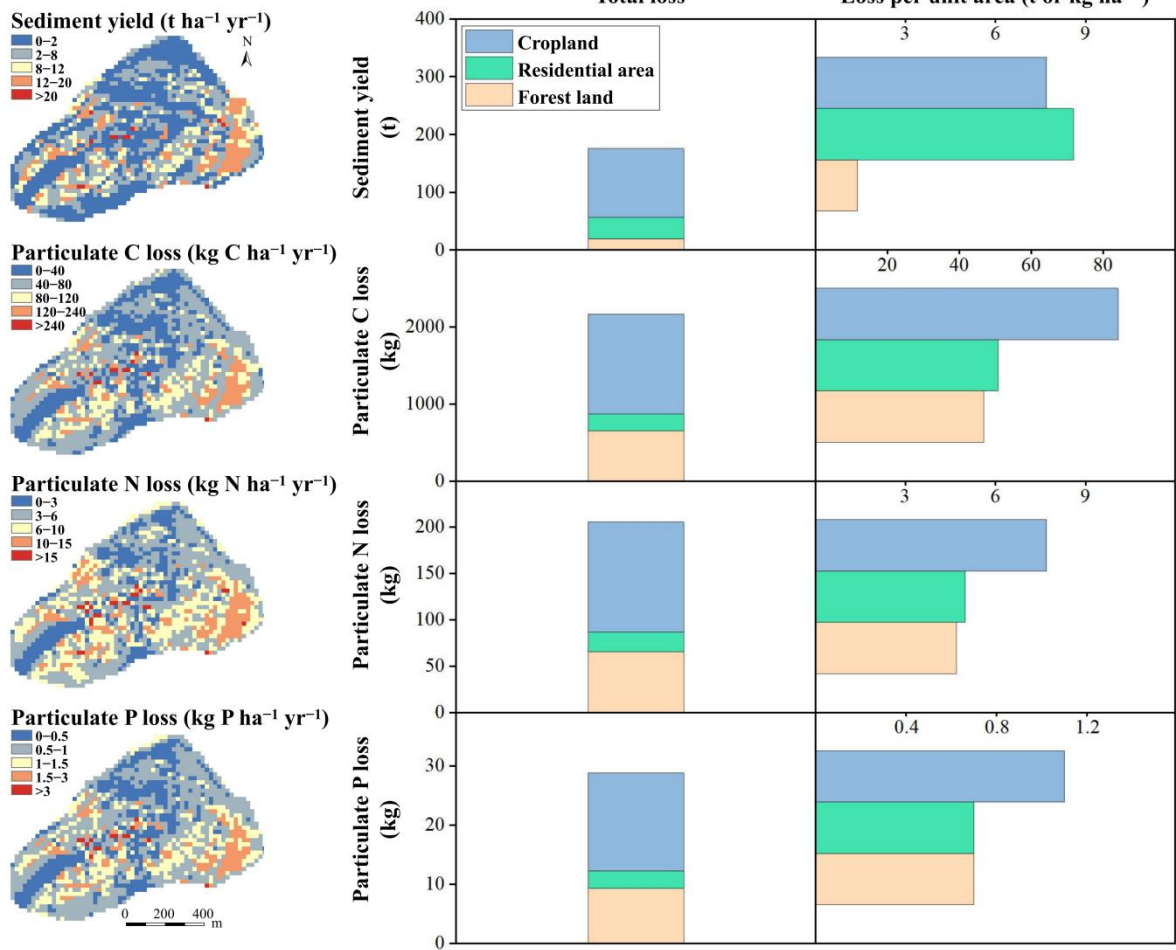 Total loss
Loss per unit area (t or kg ha⁻¹)
Sediment yield (t ha⁻¹ yr⁻¹)
0−2
2−8
8−12
12−20
>20
N
Sediment yield
(t)
400
300
200
100
0
Cropland
Residential area
Forest land
3 6 9
Particulate C loss (kg C ha⁻¹ yr⁻¹)
0−40
40−80
80−120
120−240
>240
Particulate C loss
(kg)
2000
1000
0
20 40 60 80
Particulate N loss (kg N ha⁻¹ yr⁻¹)
0−3
3−6
6−10
10−15
>15
Particulate N loss
(kg)
200
150
100
50
0
3 6 9
Particulate P loss (kg P ha⁻¹ yr⁻¹)
0−0.5
0.5−1
1−1.5
1.5−3
>3
0 200 400
m
Particulate P loss
(kg)
30
20
10
0
0.4 0.8 1.2